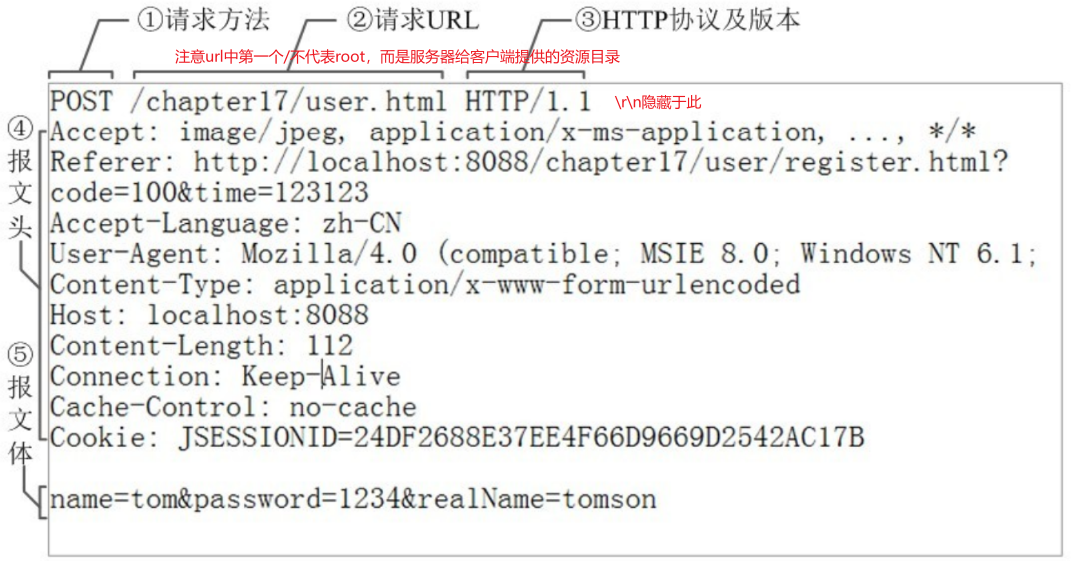 ①请求方法 ②请求URL ③HTTP协议及版本
注意url中第一个/不代表root，而是服务器给客户端提供的资源目录
POST /chapter17/user.html HTTP/1.1 \r\n隐藏于此
④报文头
Accept: image/jpeg, application/x-ms-application, ..., */*
Referer: http://localhost:8088/chapter17/user/register.html?
code=100&time=123123
Accept-Language: zh-CN
User-Agent: Mozilla/4.0 (compatible; MSIE 8.0; Windows NT 6.1;
Content-Type: application/x-www-form-urlencoded
Host: localhost:8088
Content-Length: 112
Connection: Keep-Alive
Cache-Control: no-cache
Cookie: JSESSIONID=24DF2688E37EE4F66D9669D2542AC17B
⑤报文体
name=tom&password=1234&realName=tomson